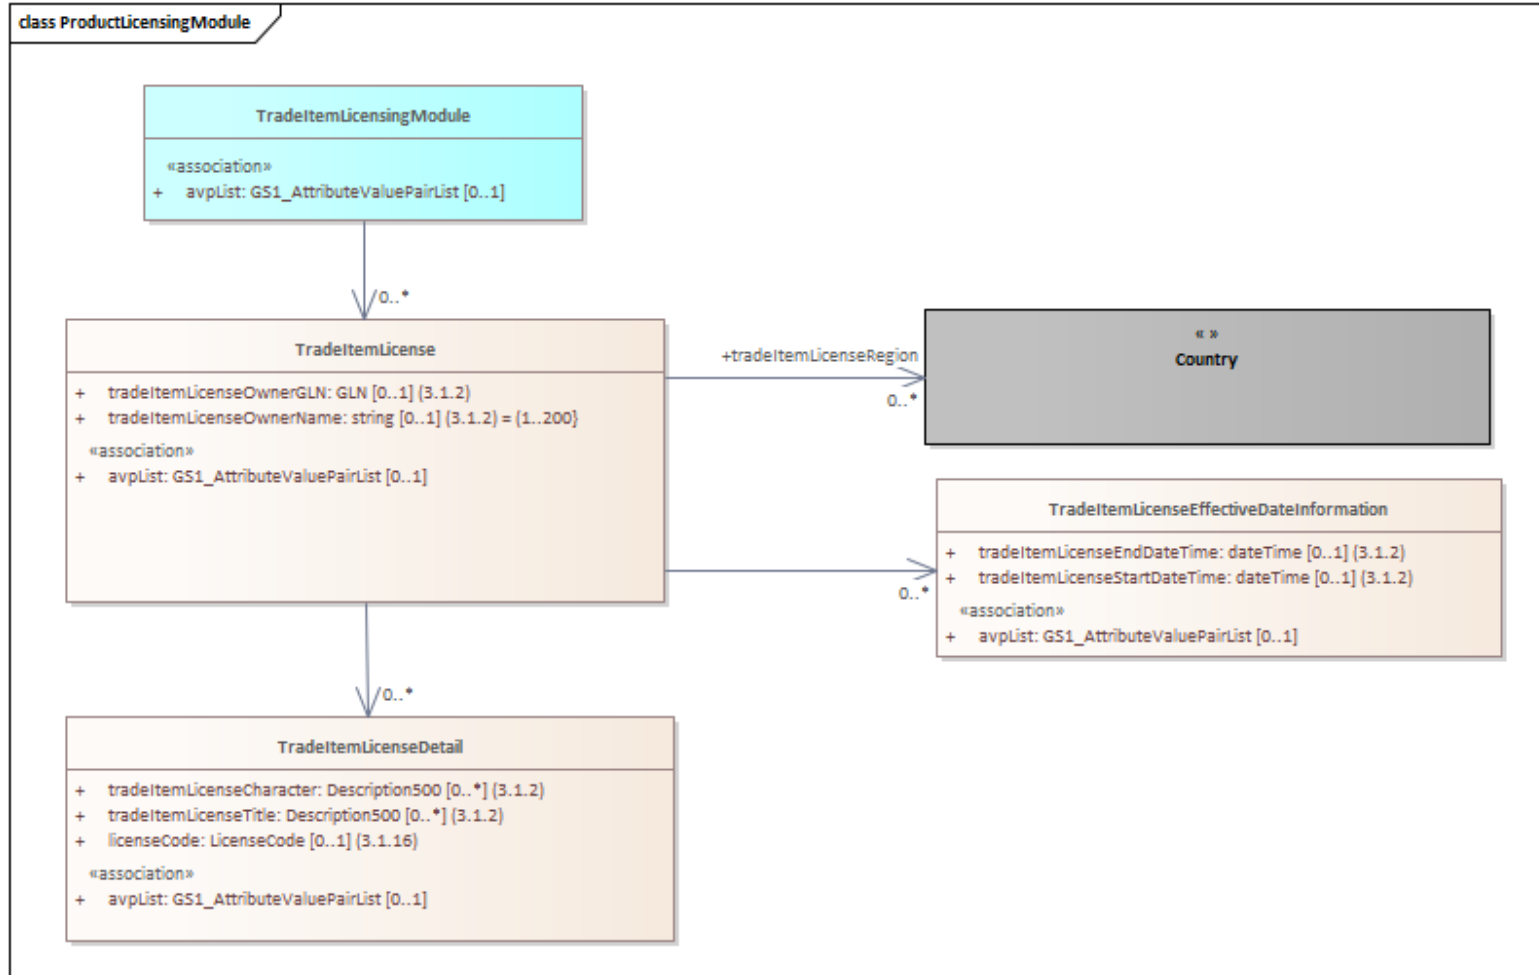 class ProductLicensingModule
TradeItemLicensingModule
«association»
+ avpList: GS1_AttributeValuePairList [0..1]
0..*
TradeItemLicense
+ tradeItemLicenseOwnerGLN: GLN [0..1] (3.1.2)
+ tradeItemLicenseOwnerName: string [0..1] (3.1.2) = {1..200}
«association»
+ avpList: GS1_AttributeValuePairList [0..1]
+tradeItemLicenseRegion
0..*
« »
Country
0..*
TradeItemLicenseEffectiveDateInformation
+ tradeItemLicenseEndDateTime: dateTime [0..1] (3.1.2)
+ tradeItemLicenseStartDateTime: dateTime [0..1] (3.1.2)
«association»
+ avpList: GS1_AttributeValuePairList [0..1]
0..*
TradeItemLicenseDetail
+ tradeItemLicenseCharacter: Description500 [0..*] (3.1.2)
+ tradeItemLicenseTitle: Description500 [0..*] (3.1.2)
+ licenseCode: LicenseCode [0..1] (3.1.16)
«association»
+ avpList: GS1_AttributeValuePairList [0..1]